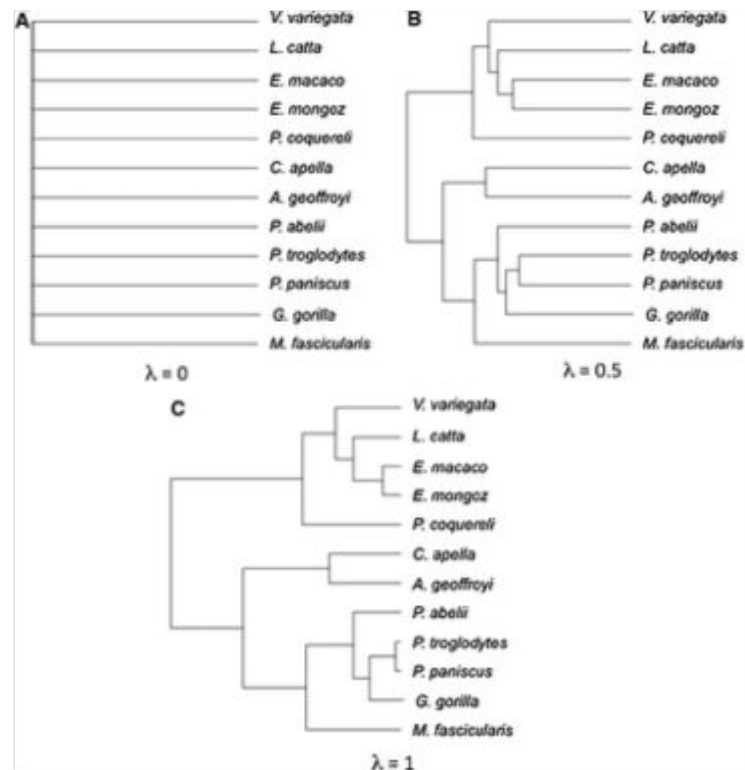 A
V. variegata
L. catta
E. macaco
E. mongoz
P. coquereli
C. apella
A. geoffroyi
P. abelii
P. troglodytes
P. paniscus
G. gorilla
M. fascicularis
λ = 0
B
V. variegata
L. catta
E. macaco
E. mongoz
P. coquereli
C. apella
A. geoffroyi
P. abelii
P. troglodytes
P. paniscus
G. gorilla
M. fascicularis
λ = 0.5
C
V. variegata
L. catta
E. macaco
E. mongoz
P. coquereli
C. apella
A. geoffroyi
P. abelii
P. troglodytes
P. paniscus
G. gorilla
M. fascicularis
λ = 1